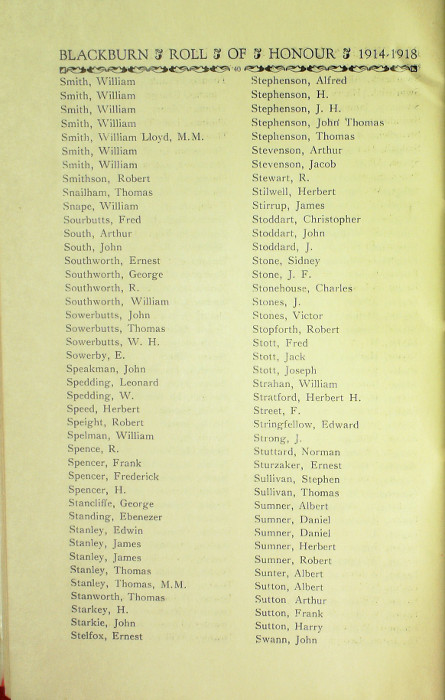 BLACKBURN ROLL OF HONOUR 1914-1918
Smith, William
Smith, William
Smith, William
Smith, William
Smith, William Lloyd, M.M.
Smith, William
Smith, William
Smithson, Robert
Snailham, Thomas
Snape, William
Sourbutts, Fred
South, Arthur
South, John
Southworth, Ernest
Southworth, George
Southworth, R.
Southworth, William
Sowerbutts, John
Sowerbutts, Thomas
Sowerbutts, W. H.
Sowerby, E.
Speakman, John
Spedding, Leonard
Spedding, W.
Speed, Herbert
Speight, Robert
Spelman, William
Spence, R.
Spencer, Frank
Spencer, Frederick
Spencer, H.
Stancliffe, George
Standing, Ebenezer
Stanley, Edwin
Stanley, James
Stanley, James
Stanley, Thomas
Stanley, Thomas, M.M.
Stanworth, Thomas
Starkey, H.
Starkie, John
Stelfox, Ernest
Stephenson, Alfred
Stephenson, H.
Stephenson, J. H.
Stephenson, John Thomas
Stephenson, Thomas
Stevenson, Arthur
Stevenson, Jacob
Stewart, R.
Stilwell, Herbert
Stirrup, James
Stoddart, Christopher
Stoddart, John
Stoddard, J.
Stone, Sidney
Stone, J. F.
Stonehouse, Charles
Stones, J.
Stones, Victor
Stopforth, Robert
Stott, Fred
Stott, Jack
Stott, Joseph
Strahan, William
Stratford, Herbert H.
Street, F.
Stringfellow, Edward
Strong, J.
Stuttard, Norman
Sturzaker, Ernest
Sullivan, Stephen
Sullivan, Thomas
Sumner, Albert
Sumner, Daniel
Sumner, Daniel
Sumner, Herbert
Sumner, Robert
Sunter, Albert
Sutton, Albert
Sutton Arthur
Sutton, Frank
Sutton, Harry
Swann, John